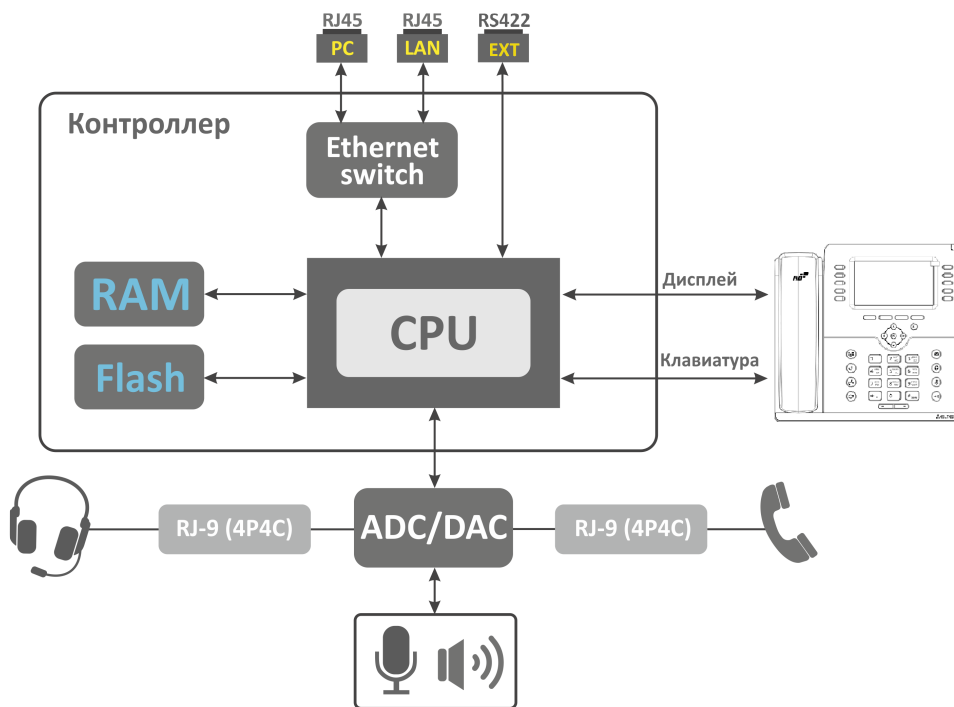 RJ45 RJ45 RS422
PC LAN EXT
Контроллер
Ethernet
switch
RAM
Дисплей
CPU
Flash
Клавиатура
RJ-9 (4P4C)
ADC/DAC
RJ-9 (4P4C)